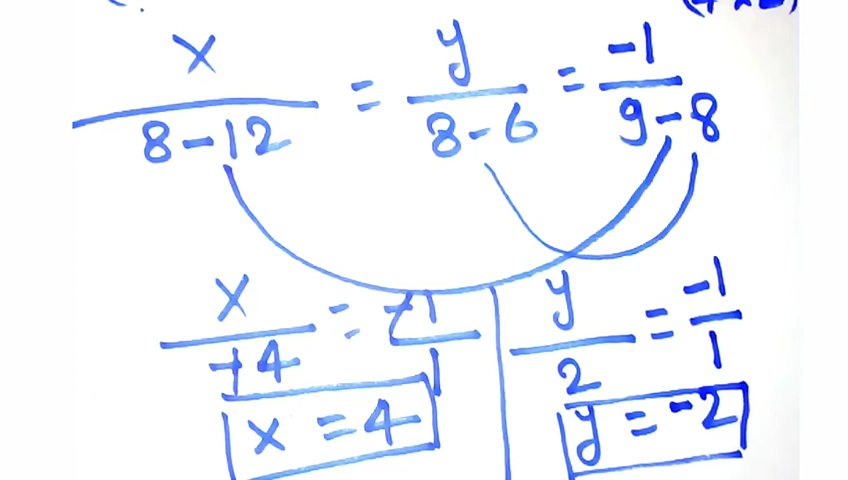 x/(8-12) = y/(8-6) = -1/(9-8)
x/-4 = -1/1
y/2 = -1/1
x = 4
y = -2